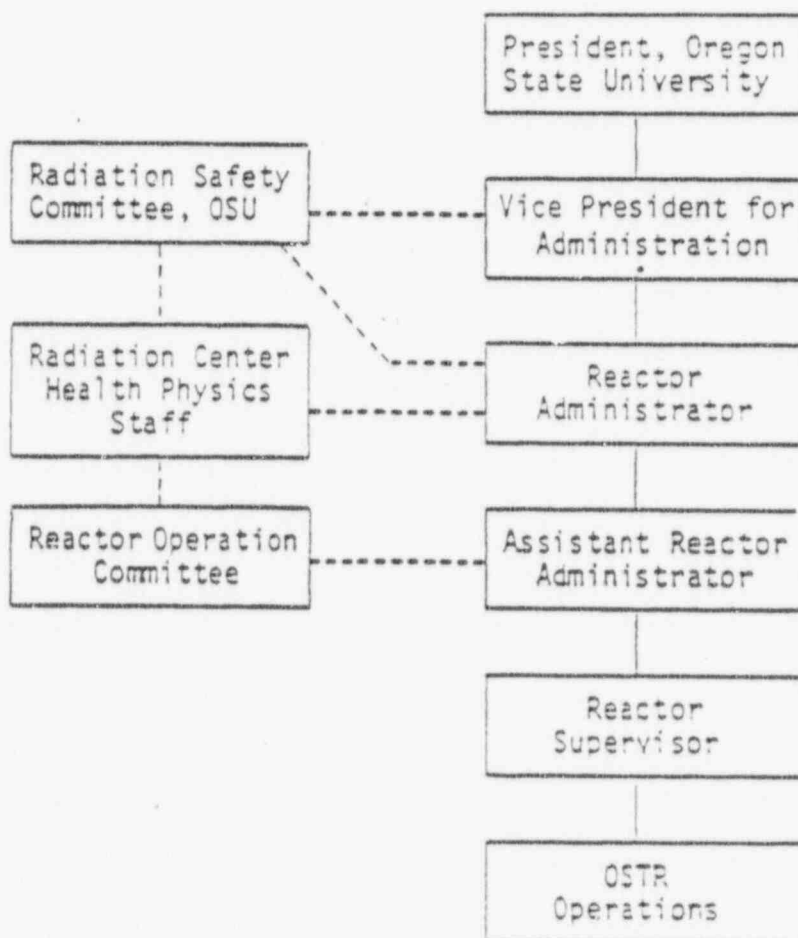 President, Oregon
State University
Radiation Safety
Committee, OSU
Vice President for
Administration
Radiation Center
Health Physics
Staff
Reactor
Administrator
Reactor Operation
Committee
Assistant Reactor
Administrator
Reactor
Supervisor
OSTR
Operations